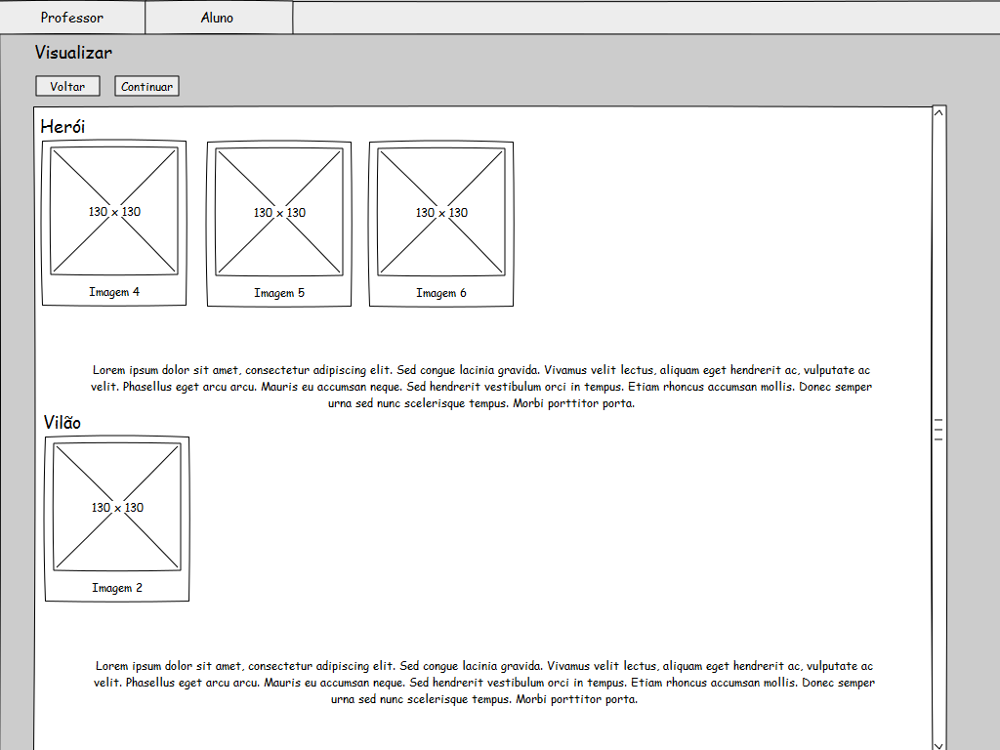 Professor Aluno
Visualizar
Voltar Continuar
Herói
130 x 130 130 x 130 130 x 130
Imagem 4 Imagem 5 Imagem 6
Lorem ipsum dolor sit amet, consectetur adipiscing elit. Sed congue lacinia gravida. Vivamus velit lectus, aliquam eget hendrerit ac, vulputate ac
velit. Phasellus eget arcu arcu. Mauris eu accumsan neque. Sed hendrerit vestibulum orci in tempus. Etiam rhoncus accumsan mollis. Donec semper
urna sed nunc scelerisque tempus. Morbi porttitor porta.
Vilão
130 x 130
Imagem 2
Lorem ipsum dolor sit amet, consectetur adipiscing elit. Sed congue lacinia gravida. Vivamus velit lectus, aliquam eget hendrerit ac, vulputate ac
velit. Phasellus eget arcu arcu. Mauris eu accumsan neque. Sed hendrerit vestibulum orci in tempus. Etiam rhoncus accumsan mollis. Donec semper
urna sed nunc scelerisque tempus. Morbi porttitor porta.